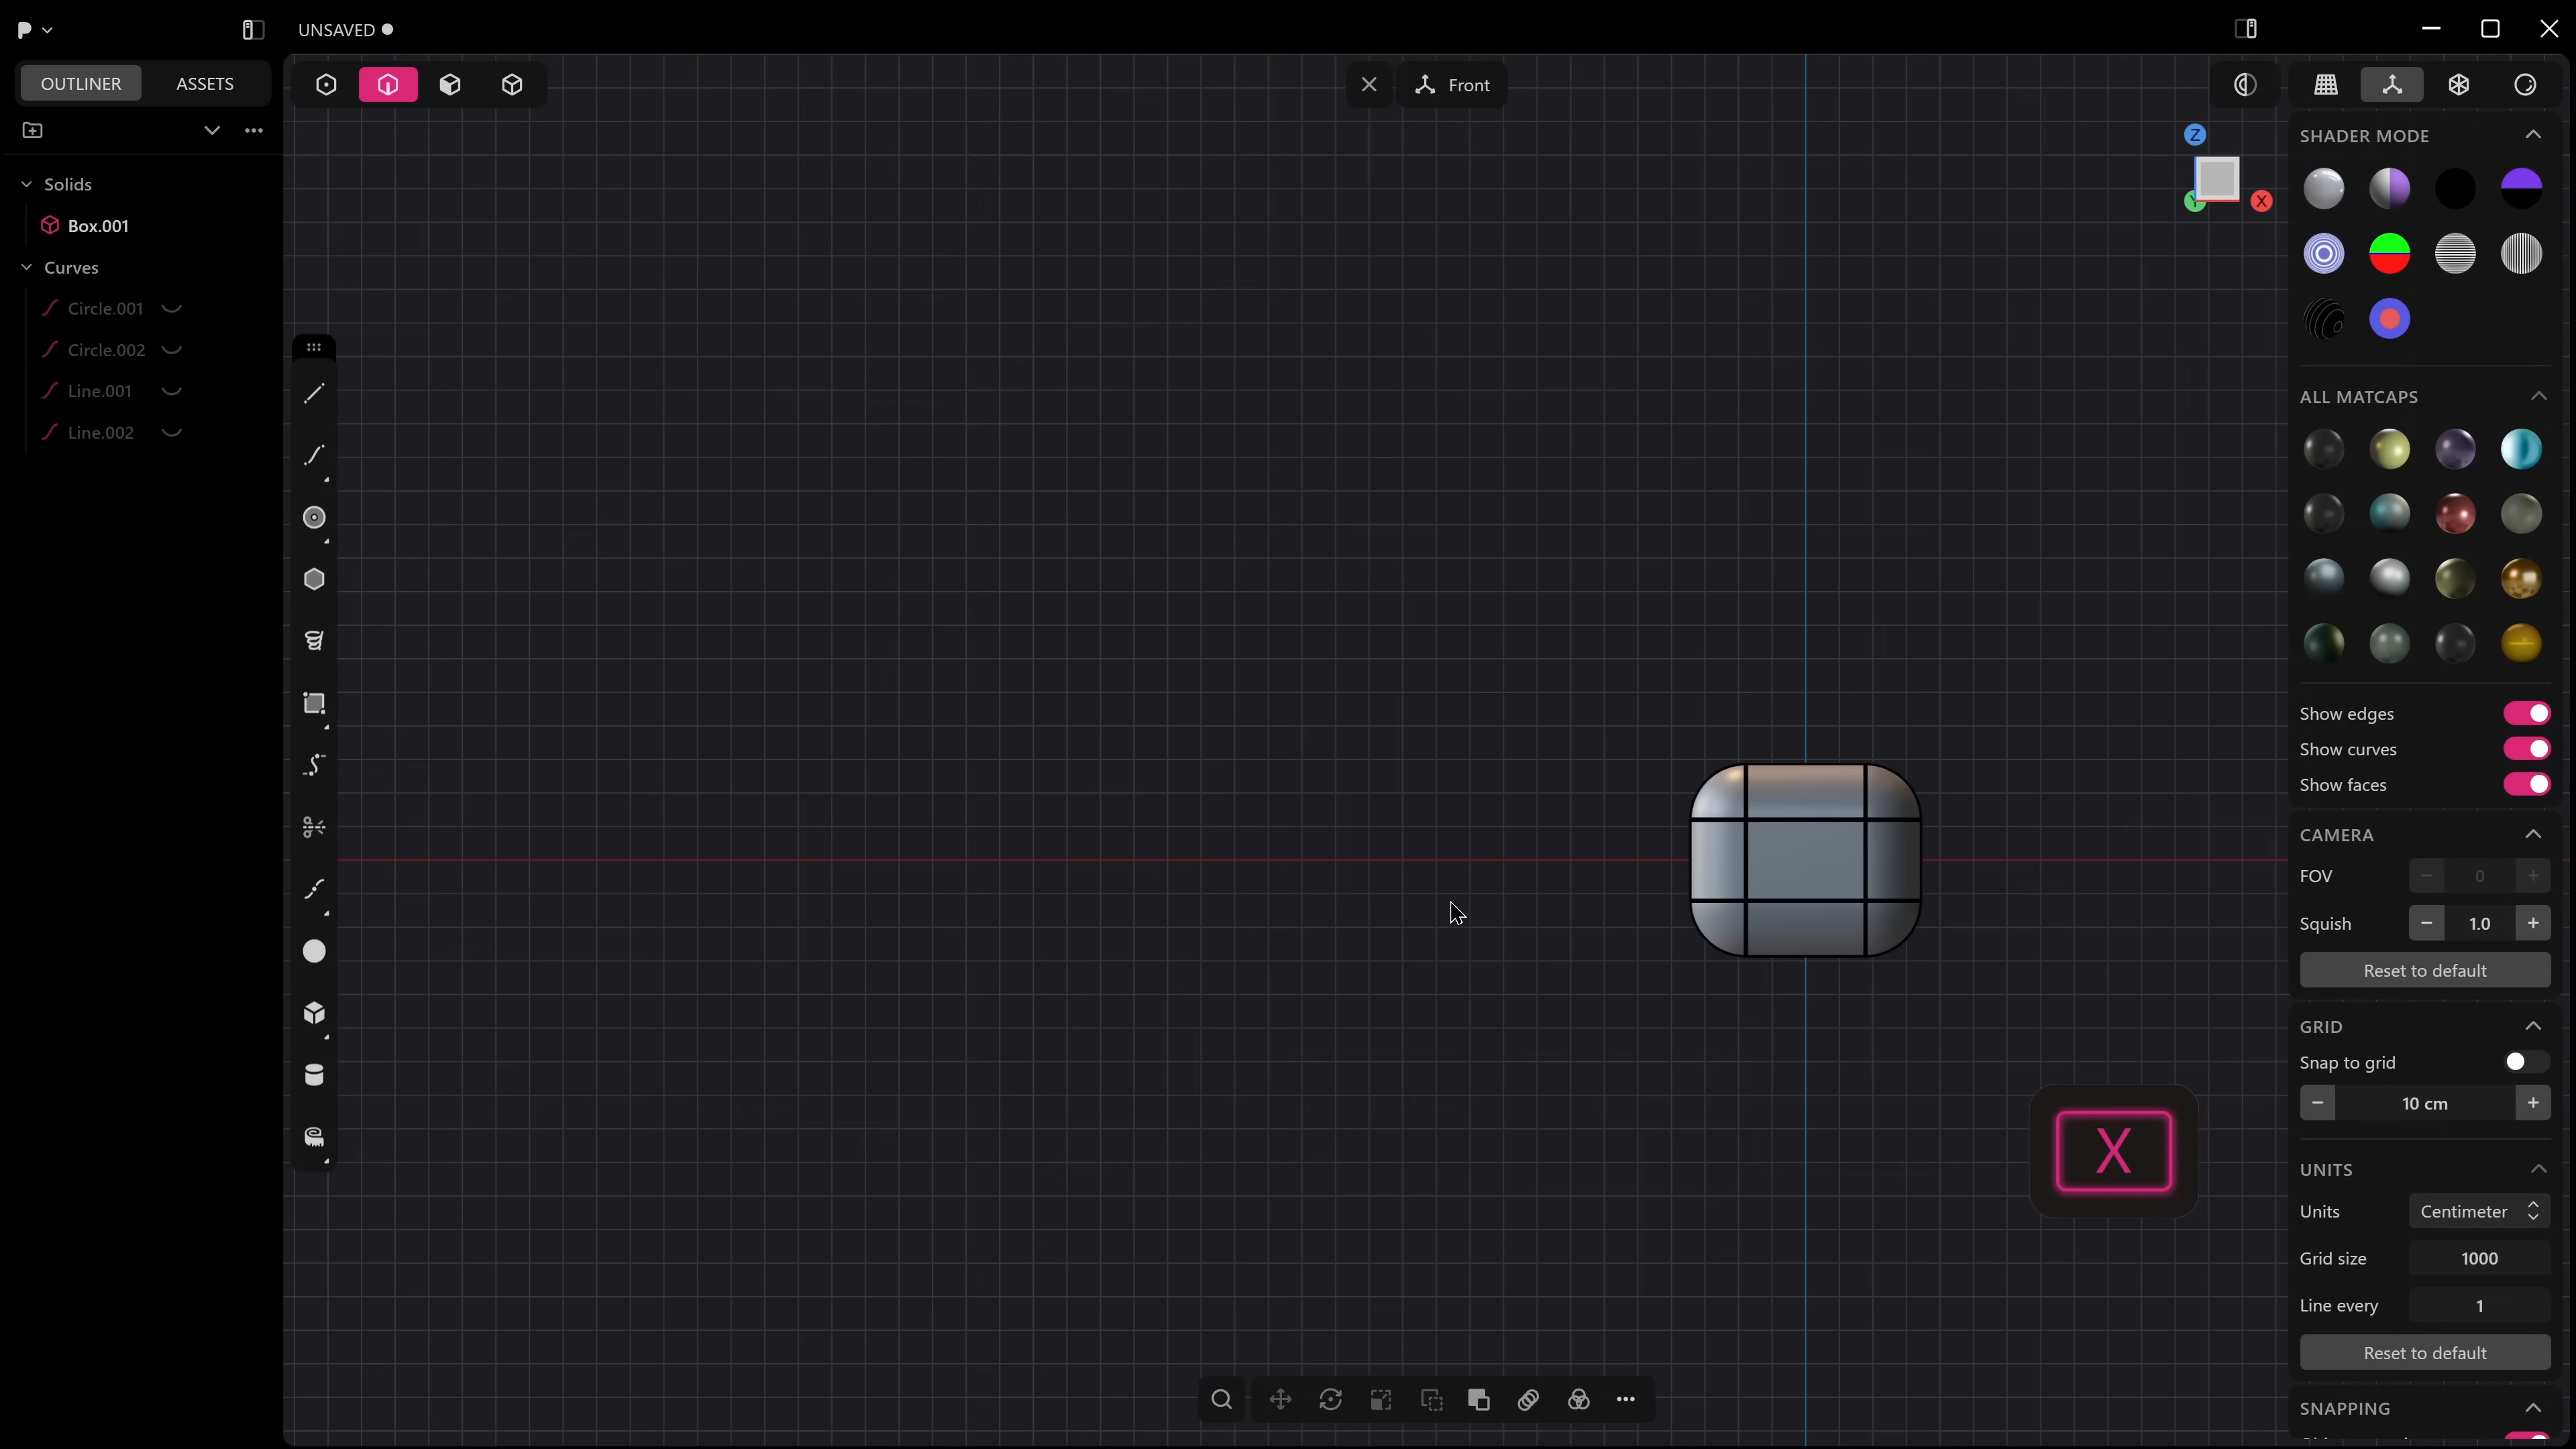 UNSAVED
OUTLINER ASSETS
Front
Solids
Box.001
Curves
Circle.001
Circle.002
Line.001
Line.002
Z
Y
X
SHADER MODE
ALL MATCAPS
Show edges
Show curves
Show faces
CAMERA
FOV 0
Squish − 1.0 +
Reset to default
GRID
Snap to grid
− 10 cm +
X
UNITS
Units Centimeter
Grid size 1000
Line every 1
Reset to default
SNAPPING